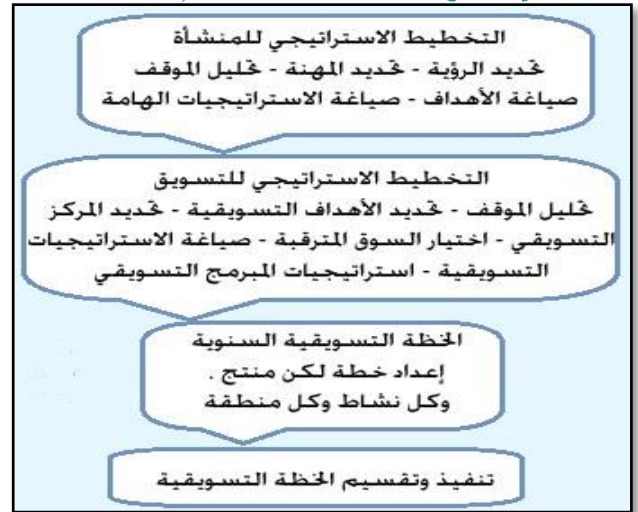 التخطيط الاستراتيجي للمنشأة
تحديد الرؤية - تحديد المهنة - تحليل الموقف
صياغة الأهداف - صياغة الاستراتيجيات الهامة
التخطيط الاستراتيجي للتسويق
تحليل الموقف - تحديد الأهداف التسويقية - تحديد المركز
التسويقي - اختيار السوق المترقبة - صياغة الاستراتيجيات
التسويقية - استراتيجيات المبرمج التسويقي
الخظة التسويقية السنوية
إعداد خطة لكن منتج .
وكل نشاط وكل منطقة
تنفيذ وتقسيم الخظة التسويقية